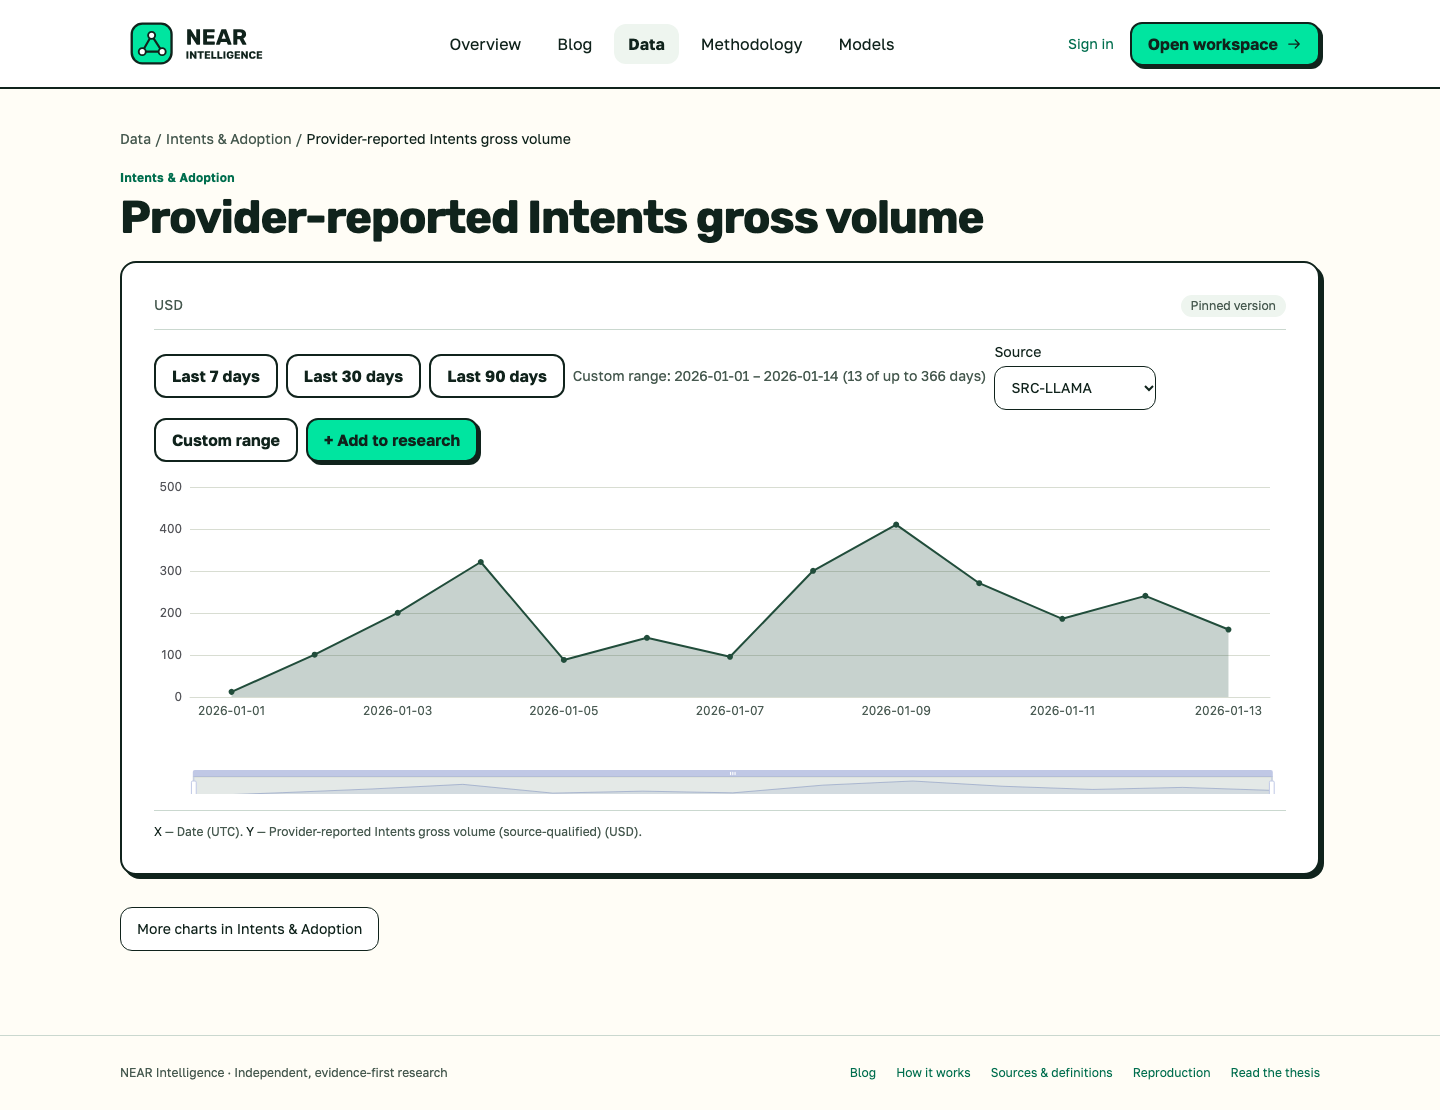 NEAR
INTELLIGENCE
Overview
Blog
Data
Methodology
Models
Sign in
Open workspace →
Data / Intents & Adoption / Provider-reported Intents gross volume
Intents & Adoption
Provider-reported Intents gross volume
USD
Pinned version
Last 7 days
Last 30 days
Last 90 days
Custom range: 2026-01-01 – 2026-01-14 (13 of up to 366 days)
Source
SRC-LLAMA
Custom range
+ Add to research
500
400
300
200
100
0
2026-01-01
2026-01-03
2026-01-05
2026-01-07
2026-01-09
2026-01-11
2026-01-13
X — Date (UTC). Y — Provider-reported Intents gross volume (source-qualified) (USD).
More charts in Intents & Adoption
NEAR Intelligence · Independent, evidence-first research
Blog
How it works
Sources & definitions
Reproduction
Read the thesis